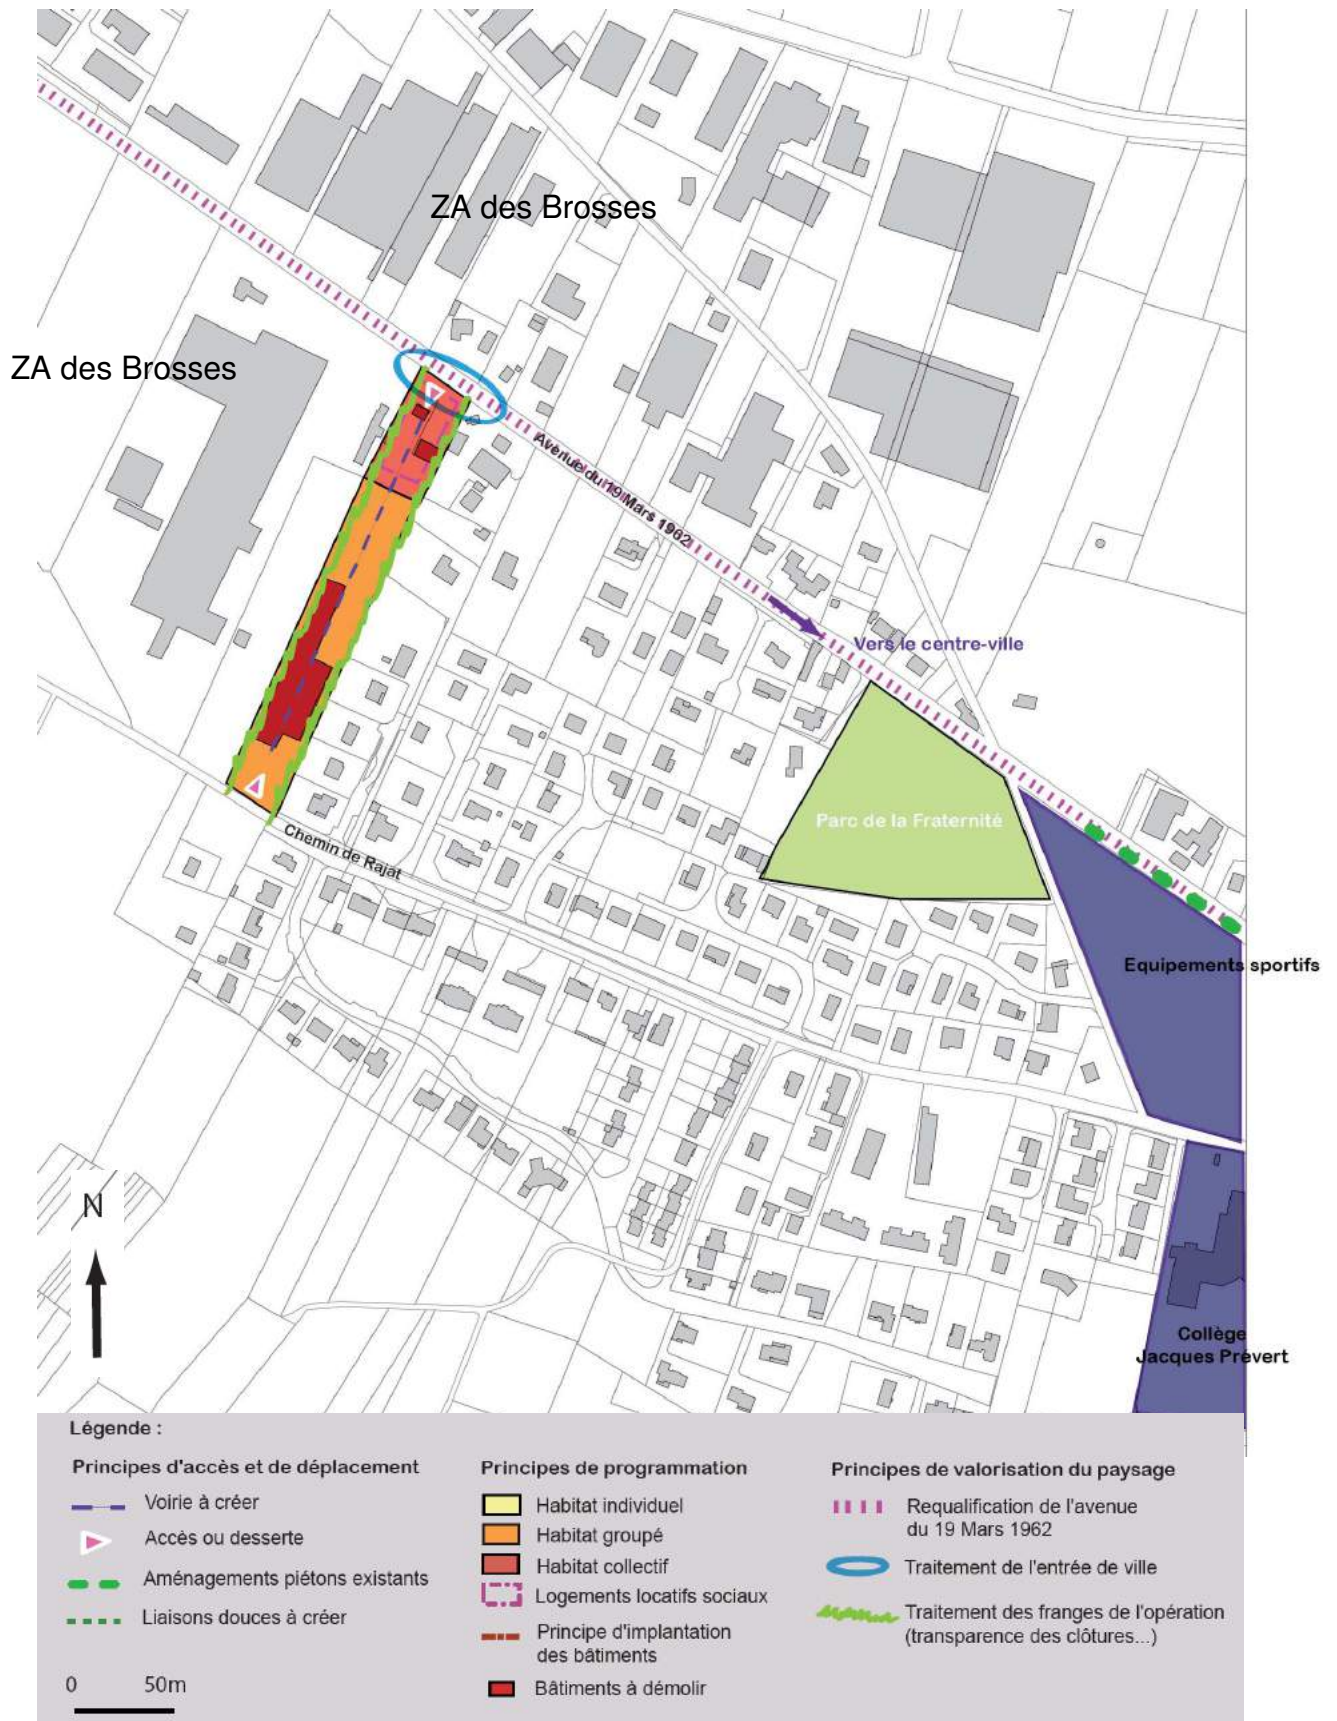 ZA des Brosses
ZA des Brosses
Avenue du 19 Mars 1962
Vers le centre-ville
Parc de la Fraternité
Chemin de Rajat
Equipements sportifs
N
Collège
Jacques Prévert
Légende :
Principes d'accès et de déplacement
Voirie à créer
Accès ou desserte
Aménagements piétons existants
Liaisons douces à créer
0 50m
Principes de programmation
Habitat individuel
Habitat groupé
Habitat collectif
Logements locatifs sociaux
Principe d'implantation
des bâtiments
Bâtiments à démolir
Principes de valorisation du paysage
Requalification de l'avenue
du 19 Mars 1962
Traitement de l'entrée de ville
Traitement des franges de l'opération
(transparence des clôtures...)